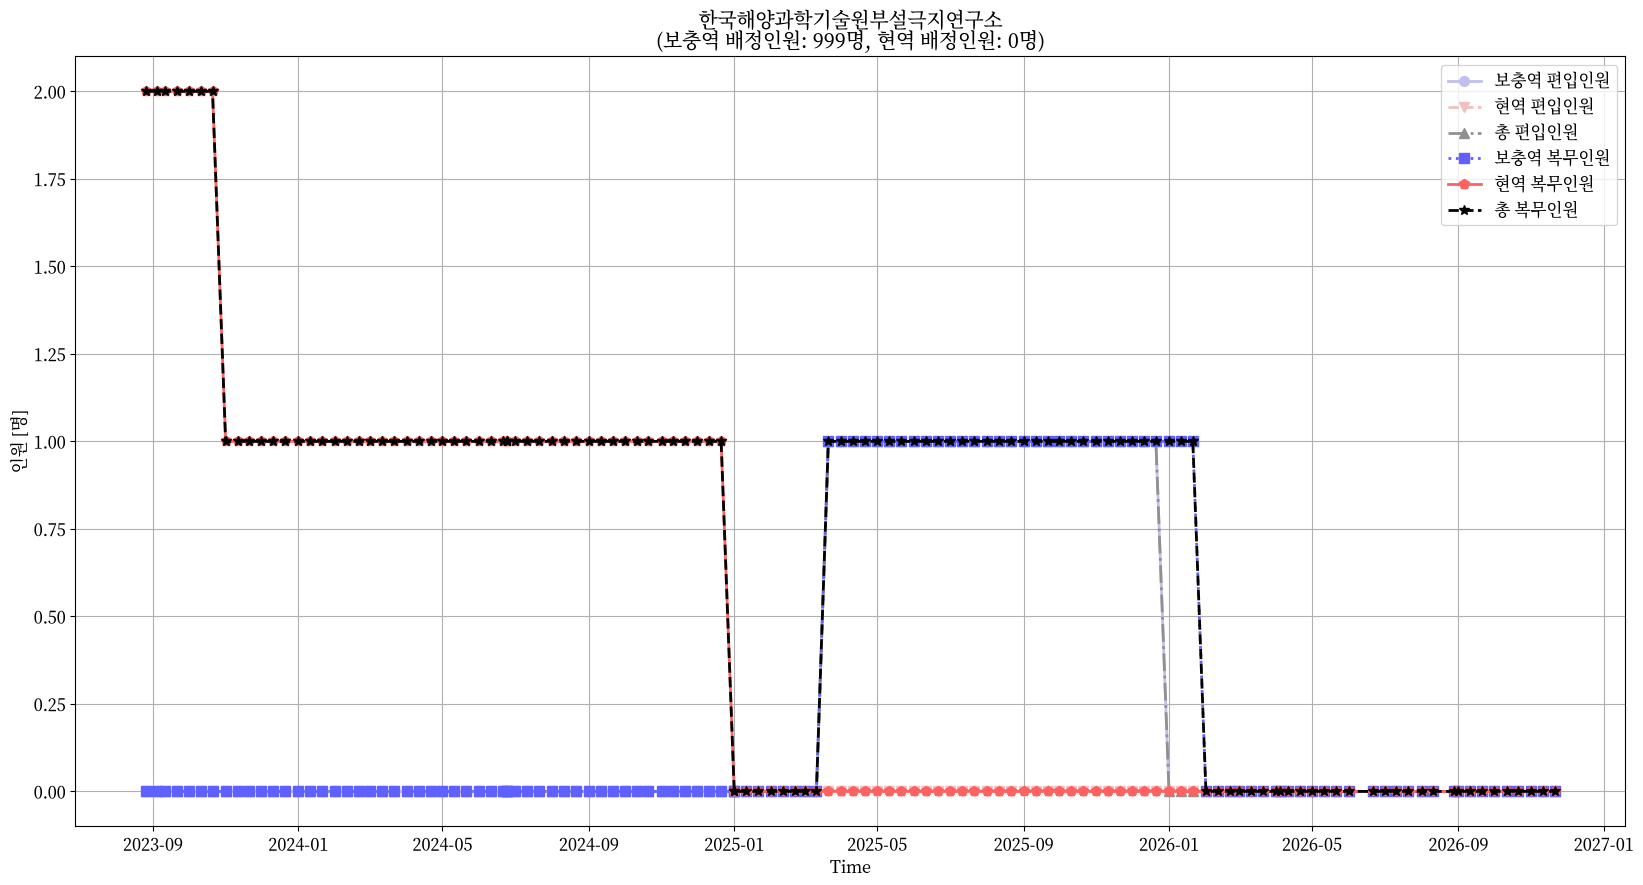 한국해양과학기술원부설극지연구소
(보충역 배정인원: 999명, 현역 배정인원: 0명)
보충역 편입인원
현역 편입인원
총 편입인원
보충역 복무인원
현역 복무인원
총 복무인원
인원 [명]
2.00
1.75
1.50
1.25
1.00
0.75
0.50
0.25
0.00
2023-09
2024-01
2024-05
2024-09
2025-01
2025-05
2025-09
2026-01
2026-05
2026-09
2027-01
Time